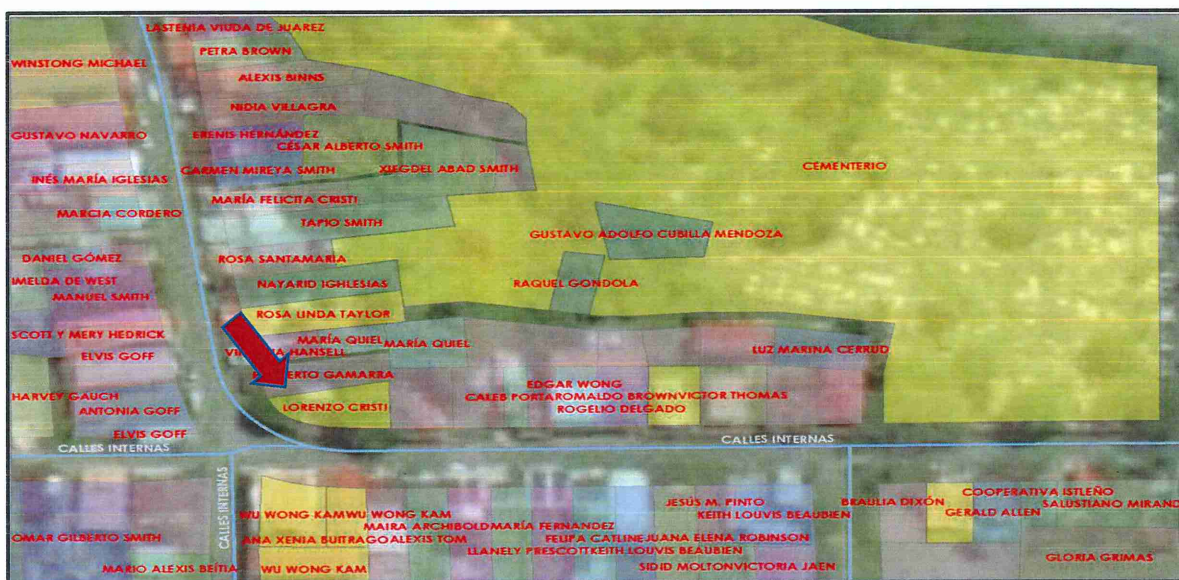 LASTENIA VIUDA DE JUAREZ
PETRA BROWN
WINSTONG MICHAEL
ALEXIS BINNS
NIDIA VILLAGRA
GUSTAVO NAVARRO
ERENIS HERNÁNDEZ
CÉSAR ALBERTO SMITH
CARMEN MIREYA SMITH
XIEGDEL ABAD SMITH
CEMENTERIO
INÉS MARÍA IGLESIAS
MARÍA FELICITA CRISTI
MARCIA CORDERO
TAPIO SMITH
GUSTAVO ADOLFO CUBILLA MENDOZA
DANIEL GÓMEZ
ROSA SANTAMARIA
IMELDA DE WEST
NAYARID IGHLESIAS
RAQUEL GONDOLA
MANUEL SMITH
ROSA LINDA TAYLOR
SCOTT Y MERY HEDRICK
MARÍA QUIEL
MARÍA QUIEL
ELVIS GOFF
HANSELL
LUZ MARINA CERRUD
GAMARRA
EDGAR WONG
HARVEY GAUCH
CALEB PORTA
ROMALDO BROWN
VICTOR THOMAS
ANTONIA GOFF
LORENZO CRISTI
ROGELIO DELGADO
ELVIS GOFF
CALLES INTERNAS
CALLES INTERNAS
CALLES INTERNAS
WU WONG KAM
WU WONG KAM
JESÚS M. PINTO
BRAULIA DIXÓN
COOPERATIVA ISTLEÑO
SALUSTIANO MIRAND
GERALD ALLEN
KEITH LOUVIS BEAUBIEN
MAIRA ARCHIBOLD
MARÍA FERNANDEZ
OMAR GILBERTO SMITH
ANA XENIA BUITRAGO
ALEXIS TOM
FELIPA CATLINE
JUANA ELENA ROBINSON
LLANELY PRESCOTT
KEITH LOUVIS BEAUBIEN
GLORIA GRIMAS
MARIO ALEXIS BEÍTIA
WU WONG KAM
SIDID MOLTON
VICTORIA JAEN